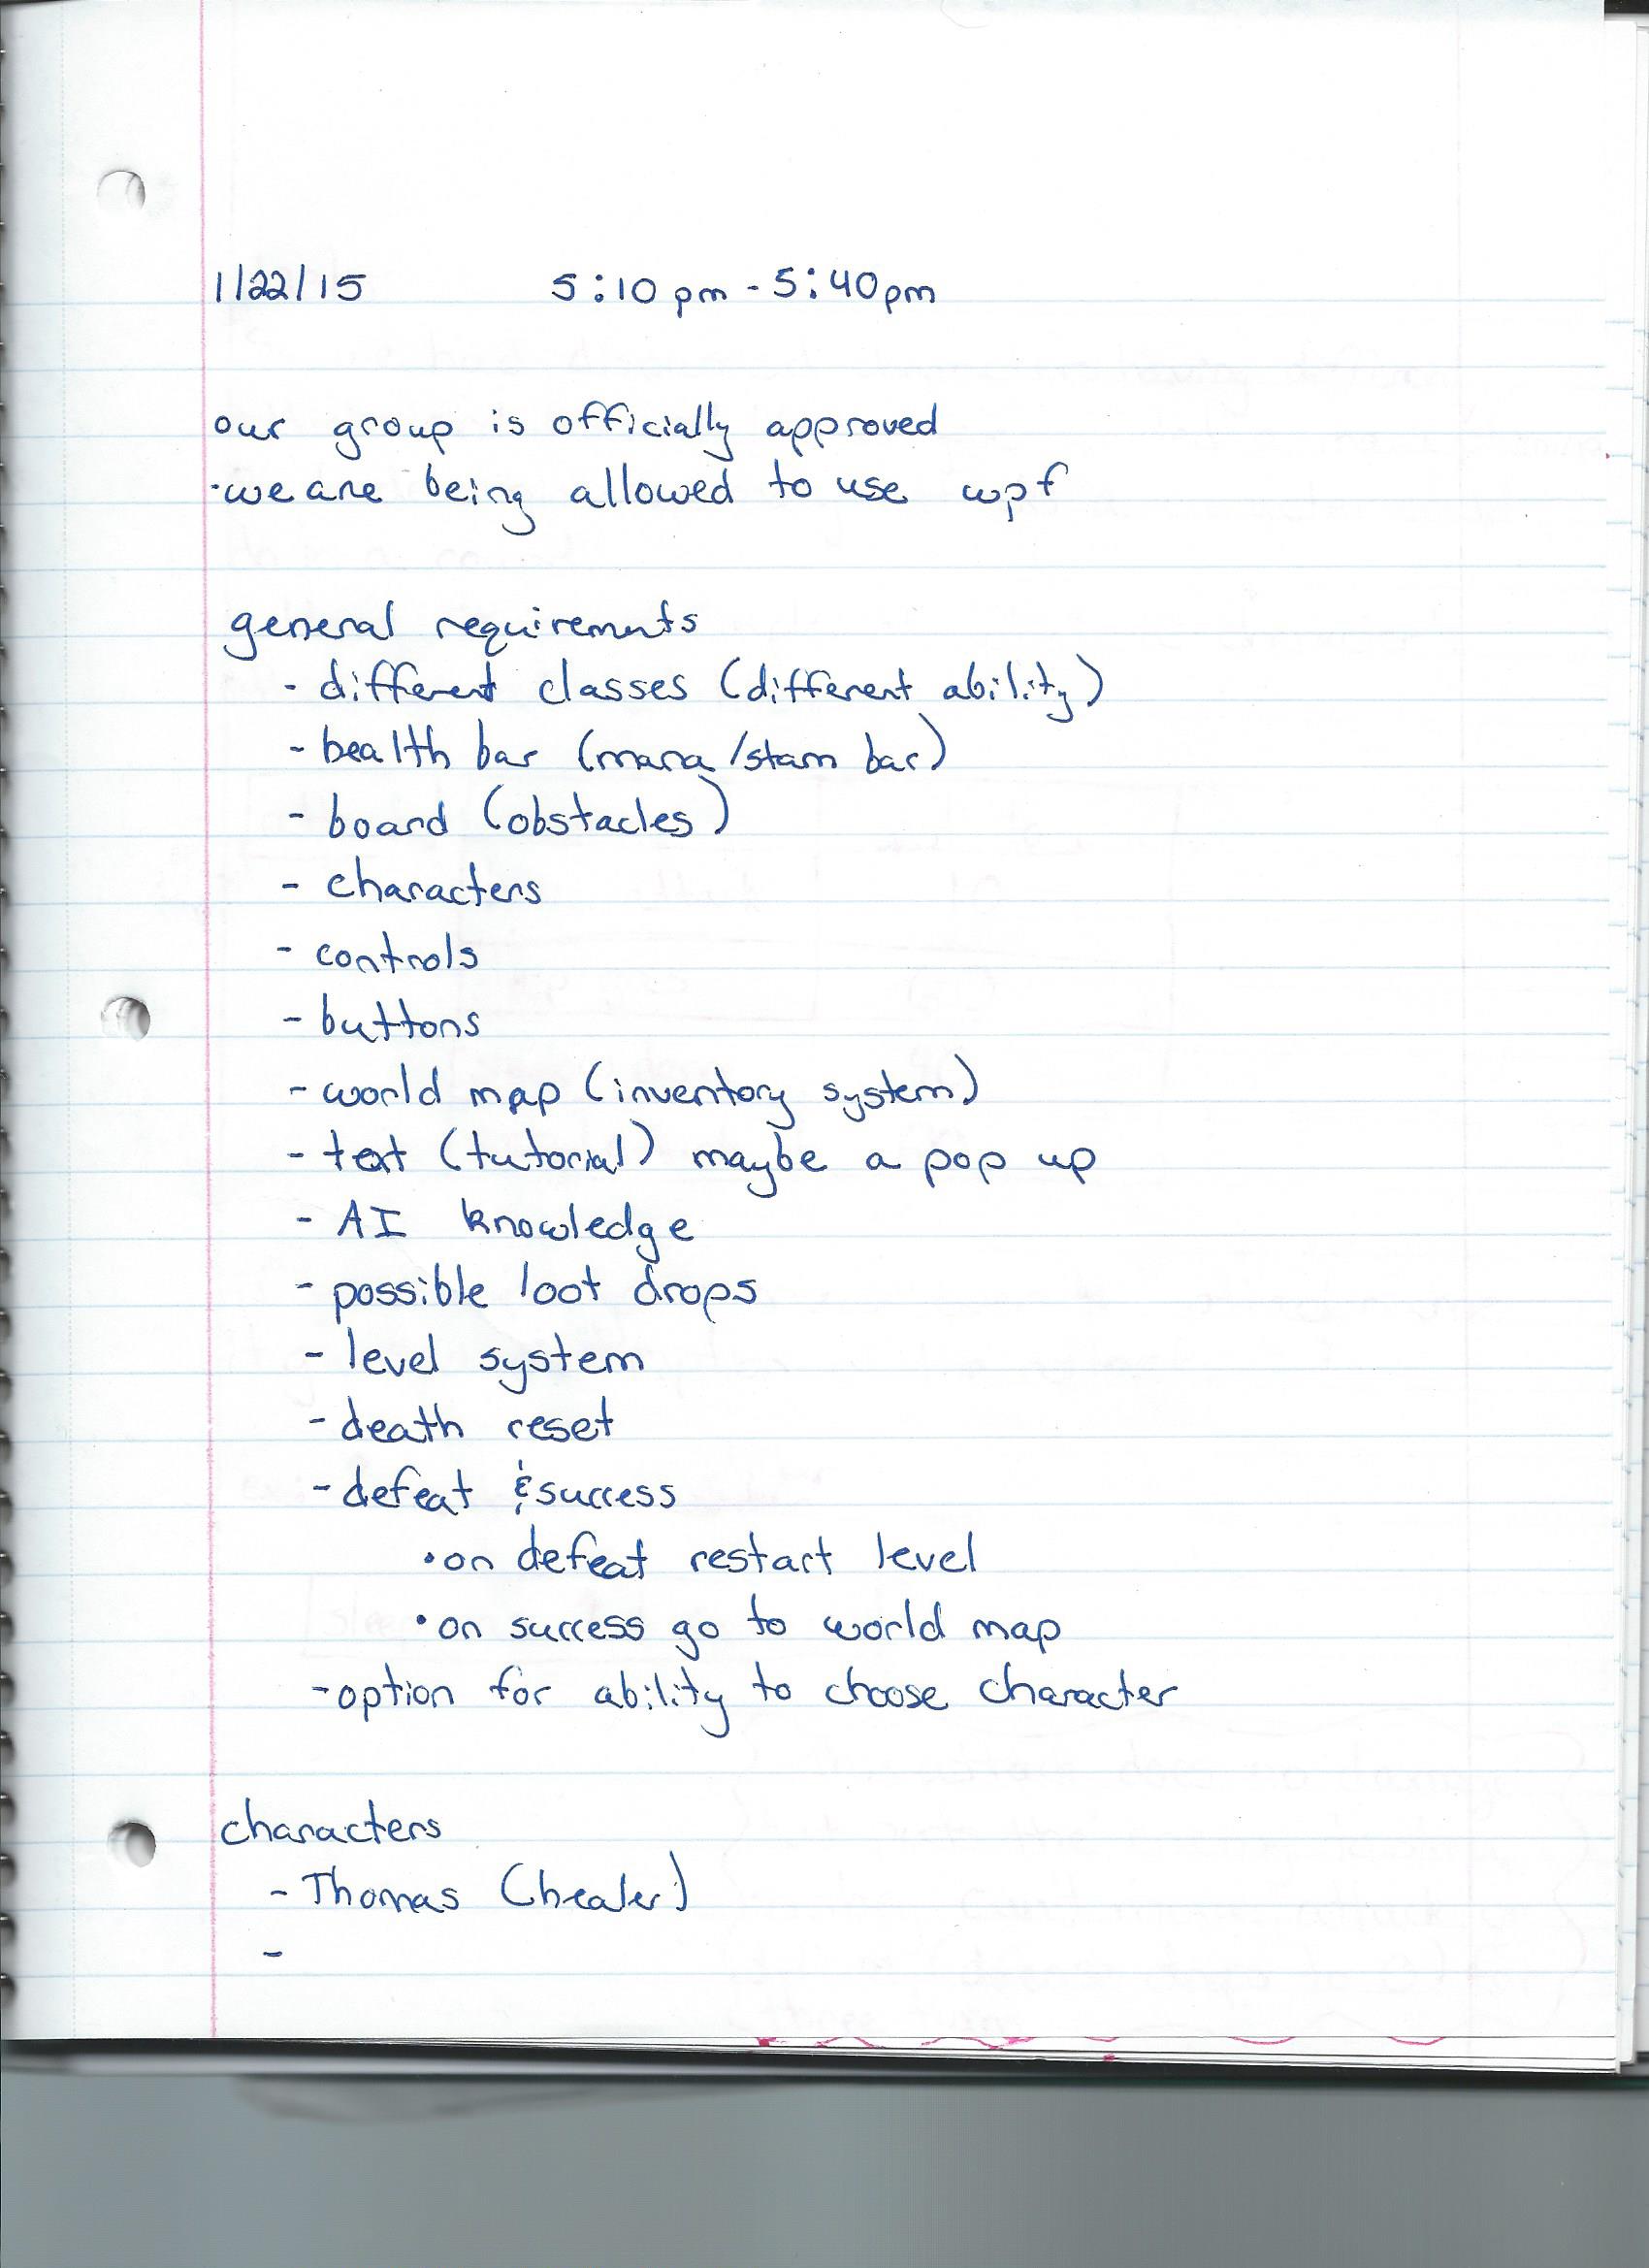 1/22/15 5:10 pm - 5:40pm
our group is officially approved
·we are being allowed to use wpf
general requirements
- different classes (different ability)
- health bar (mana/stam bar)
- board (obstacles)
- characters
- controls
- buttons
- world map (inventory system)
- text (tutorial) maybe a pop up
- AI knowledge
- possible loot drops
- level system
- death reset
- defeat & success
• on defeat restart level
• on success go to world map
- option for ability to choose character
characters
- Thomas (healer)
-